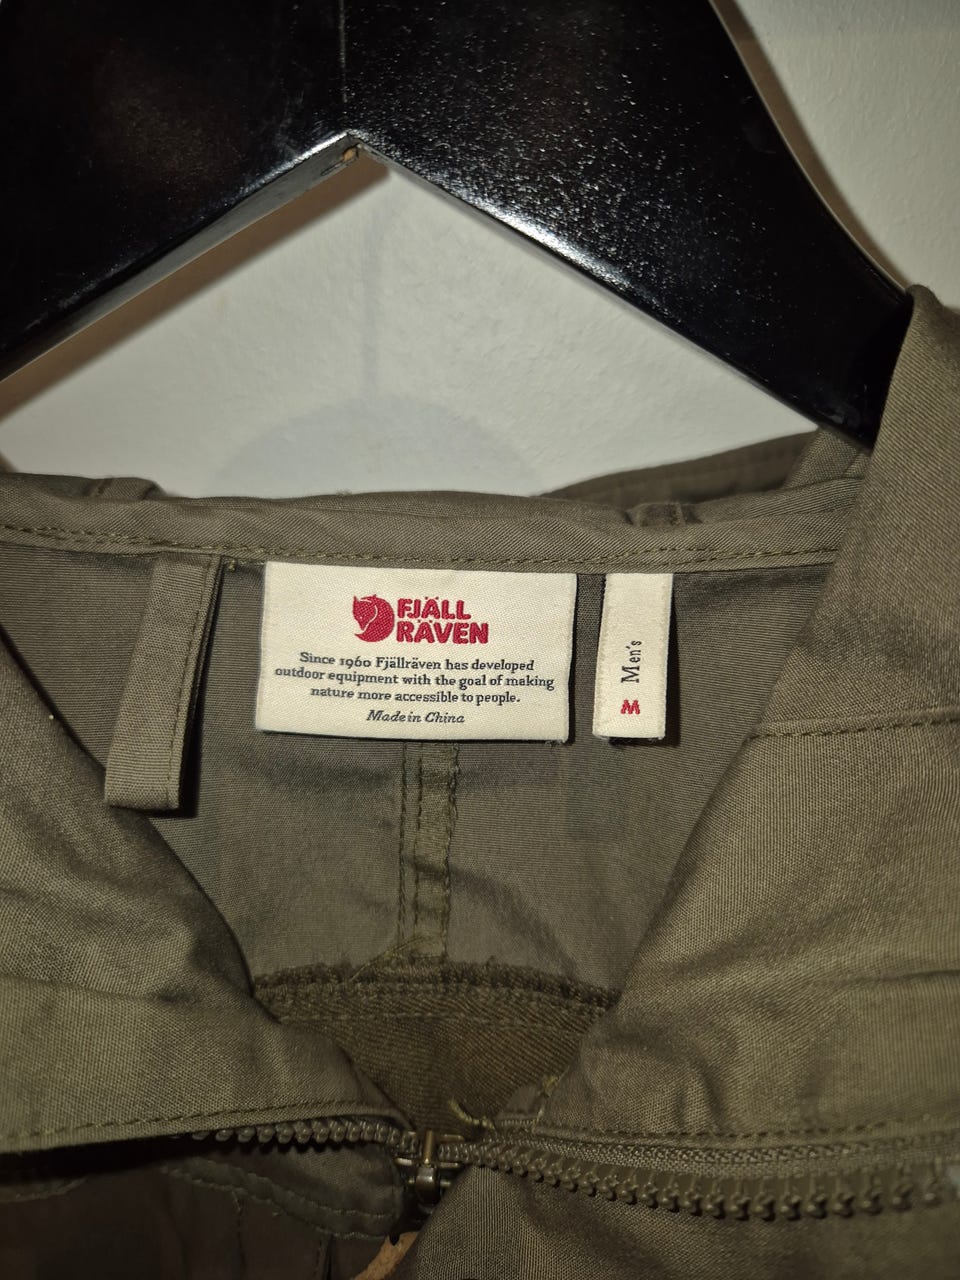 FJÄLL
RÄVEN
Since 1960 Fjällräven has developed
outdoor equipment with the goal of making
nature more accessible to people.
Made in China
Men's
M